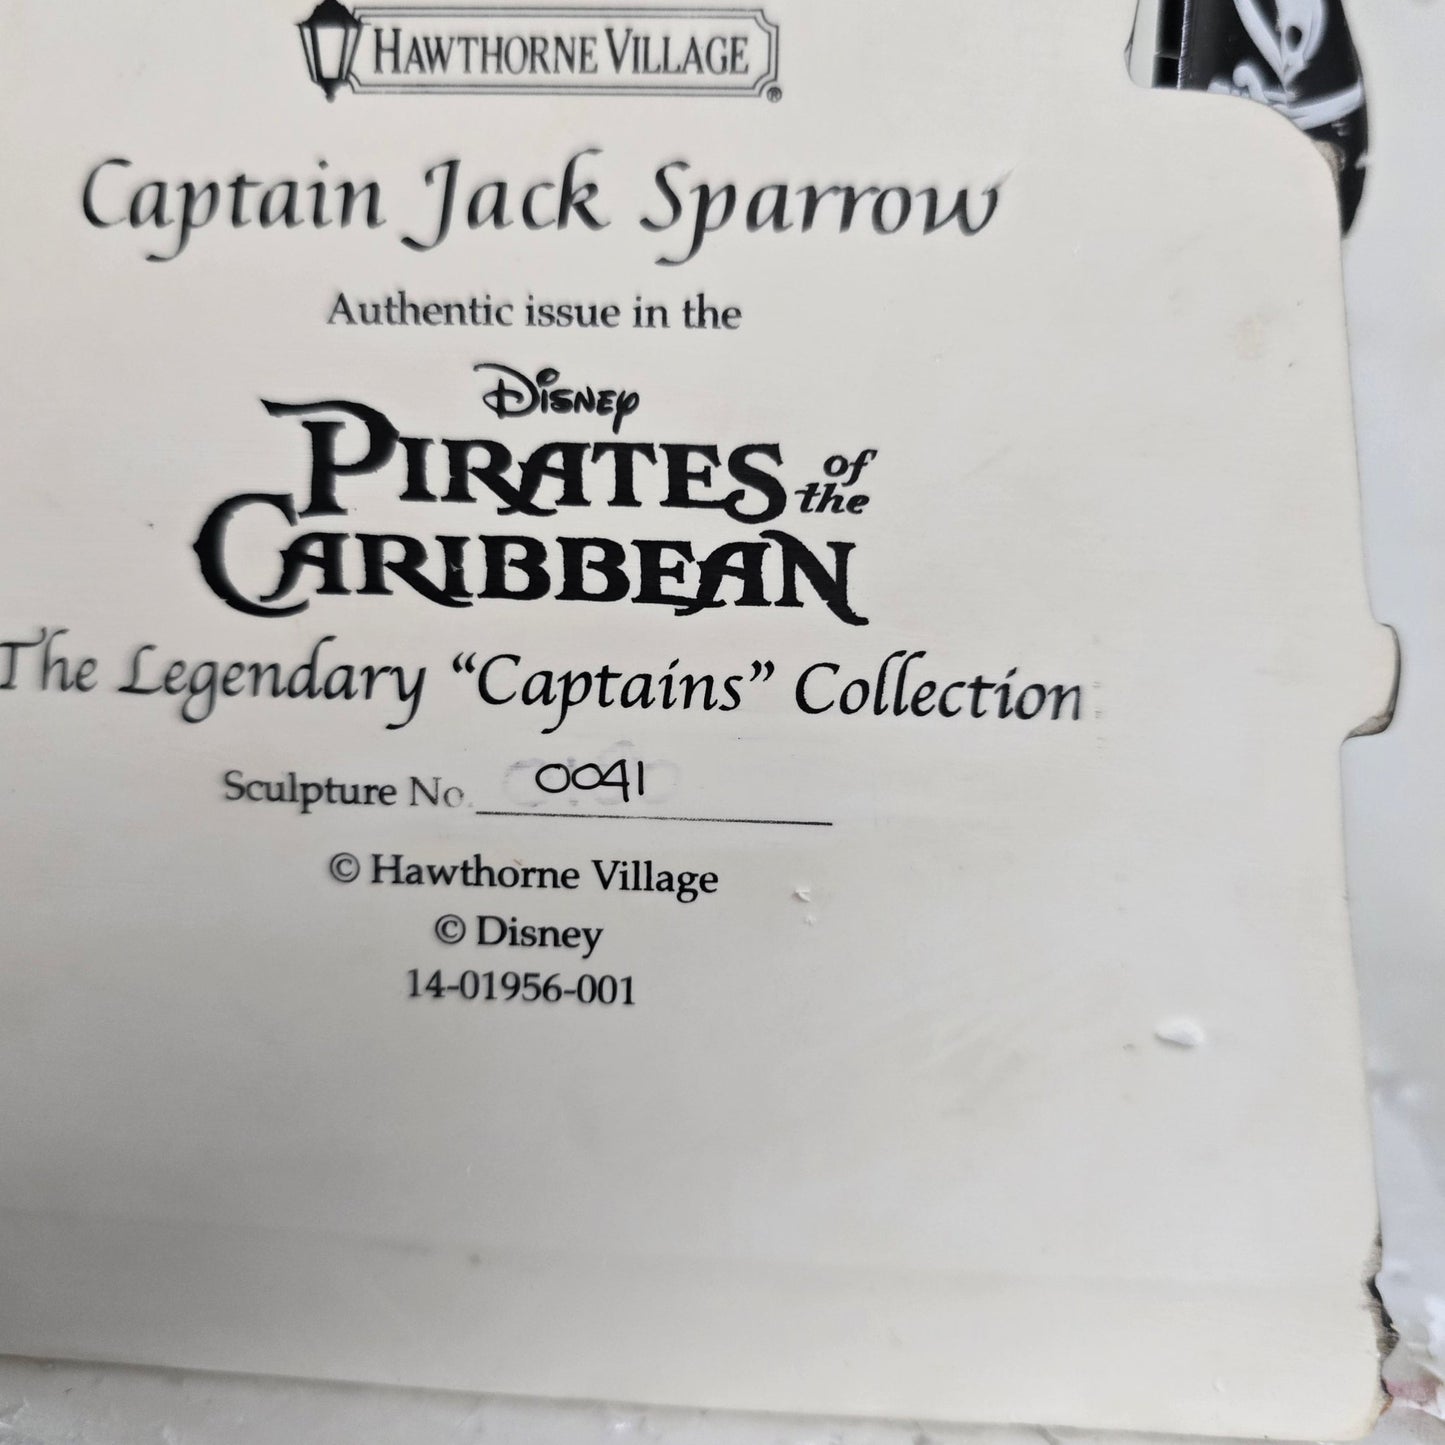 HAWTHORNE VILLAGE®
Captain Jack Sparrow
Authentic issue in the
Disney
PIRATES of the
CARIBBEAN
The Legendary “Captains” Collection
Sculpture No. 0041
© Hawthorne Village
© Disney
14-01956-001